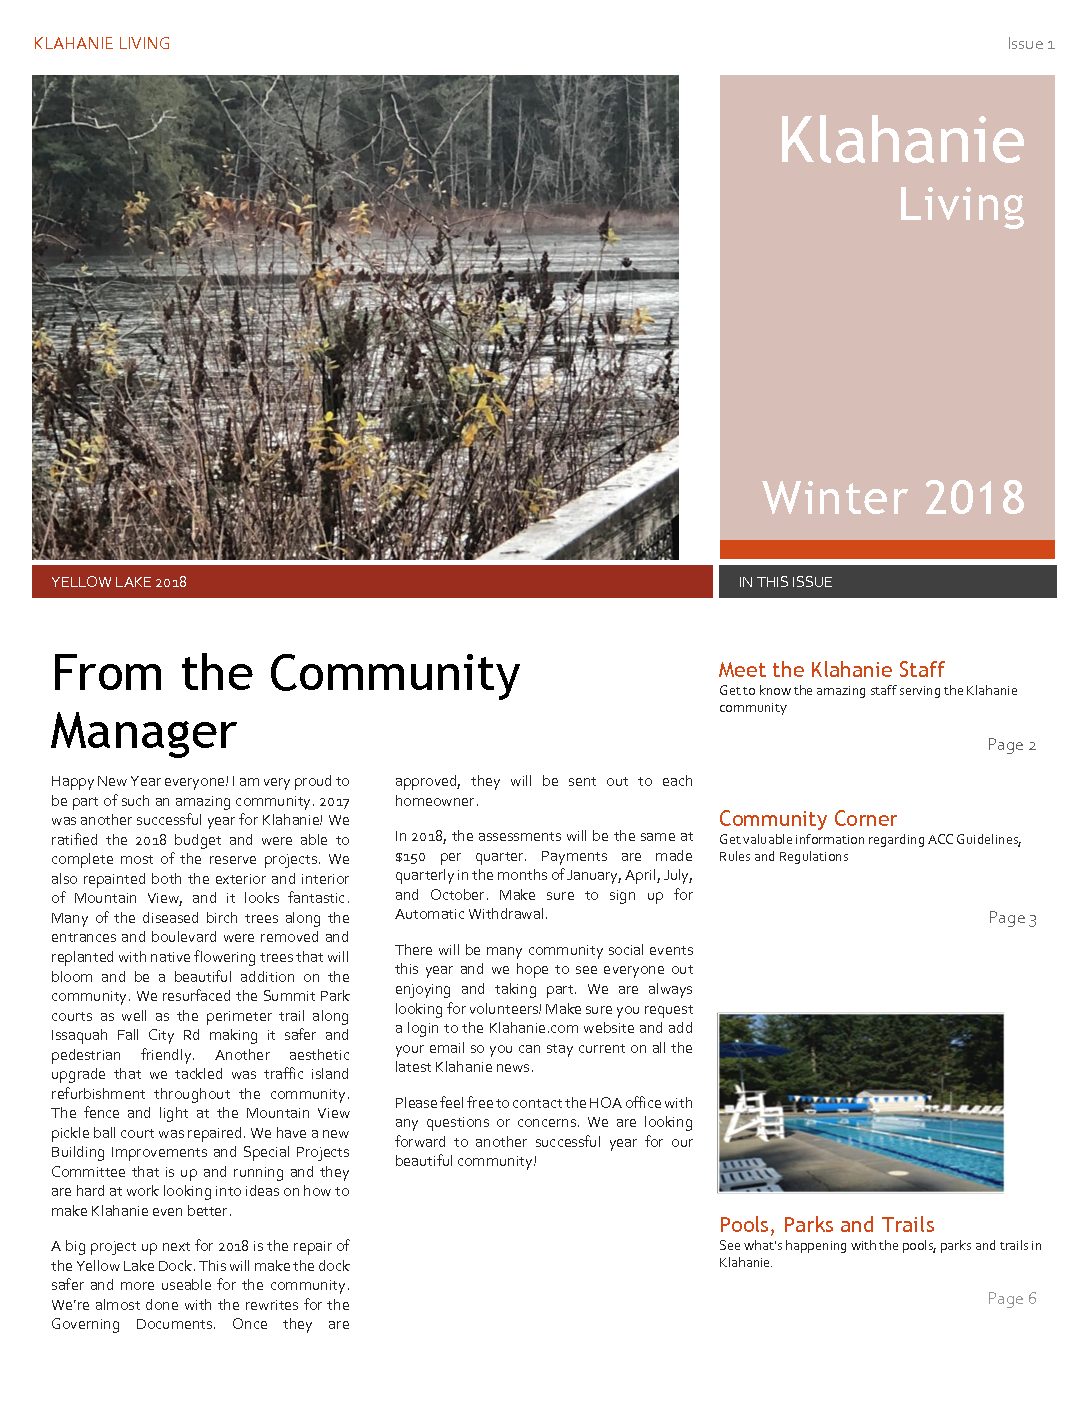 KLAHANIE LIVING
Issue 1
Klahanie
Living
Winter 2018
YELLOW LAKE 2018
IN THIS ISSUE
From the Community
Manager
Happy New Year everyone! I am very proud to
be part of such an amazing community. 2017
was another successful year for Klahanie! We
ratified the 2018 budget and were able to
complete most of the reserve projects. We
also repainted both the exterior and interior
of Mountain View, and it looks fantastic.
Many of the diseased birch trees along the
entrances and boulevard were removed and
replanted with native flowering trees that will
bloom and be a beautiful addition on the
community. We resurfaced the Summit Park
courts as well as the perimeter trail along
Issaquah Fall City Rd making it safer and
pedestrian friendly. Another aesthetic
upgrade that we tackled was traffic island
refurbishment throughout the community.
The fence and light at the Mountain View
pickle ball court was repaired. We have a new
Building Improvements and Special Projects
Committee that is up and running and they
are hard at work looking into ideas on how to
make Klahanie even better.
A big project up next for 2018 is the repair of
the Yellow Lake Dock. This will make the dock
safer and more useable for the community.
We're almost done with the rewrites for the
Governing Documents. Once they are
approved, they will be sent out to each
homeowner.
In 2018, the assessments will be the same at
$150 per quarter. Payments are made
quarterly in the months of January, April, July,
and October. Make sure to sign up for
Automatic Withdrawal.
There will be many community social events
this year and we hope to see everyone out
enjoying and taking part. We are always
looking for volunteers! Make sure you request
a login to the Klahanie.com website and add
your email so you can stay current on all the
latest Klahanie news.
Please feel free to contact the HOA office with
any questions or concerns. We are looking
forward to another successful year for our
beautiful community!
Meet the Klahanie Staff
Get to know the amazing staff serving the Klahanie
community
Page 2
Community Corner
Get valuable information regarding ACC Guidelines,
Rules and Regulations
Page 3
Pools, Parks and Trails
See what's happening with the pools, parks and trails in
Klahanie.
Page 6